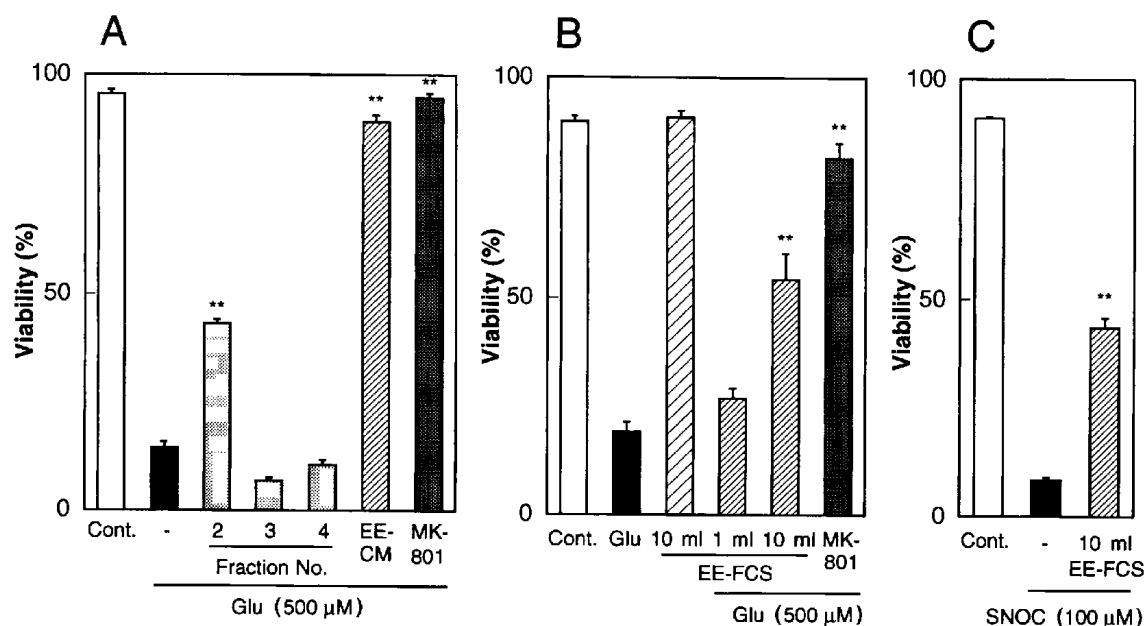 A
Viability (%)
100
50
0
**
**
**
Cont.
-
2
3
4
EE-
CM
MK-
801
Fraction No.
Glu (500 μM)
B
Viability (%)
100
50
0
**
**
Cont.
Glu
10 ml
1 ml
10 ml
MK-
801
EE-FCS
Glu (500 μM)
C
Viability (%)
100
50
0
**
Cont.
-
10 ml
EE-FCS
SNOC (100 μM)